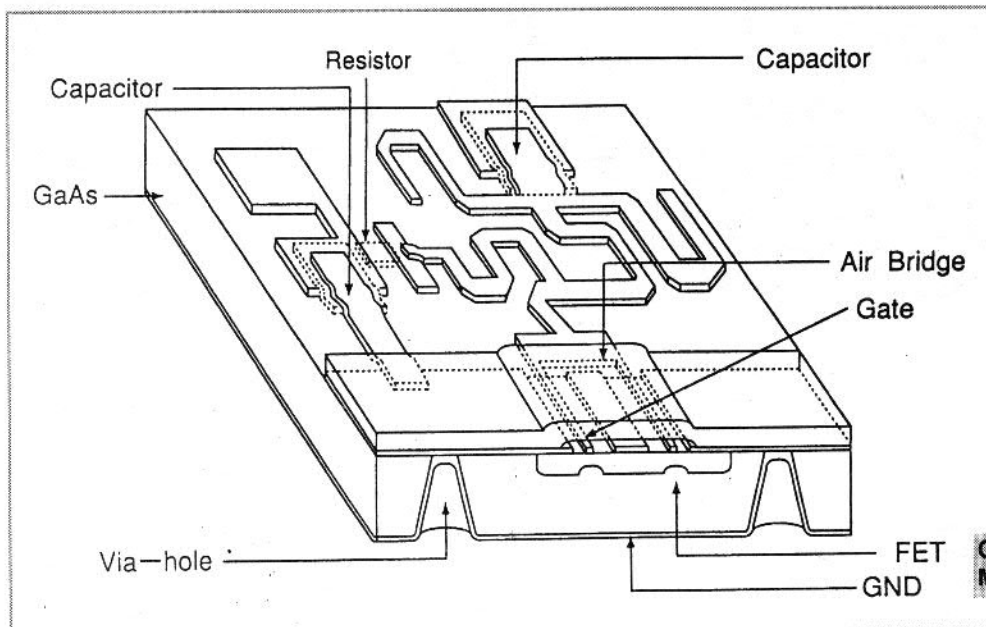 Resistor
Capacitor
Capacitor
GaAs
Air Bridge
Gate
Via-hole
FET
GND